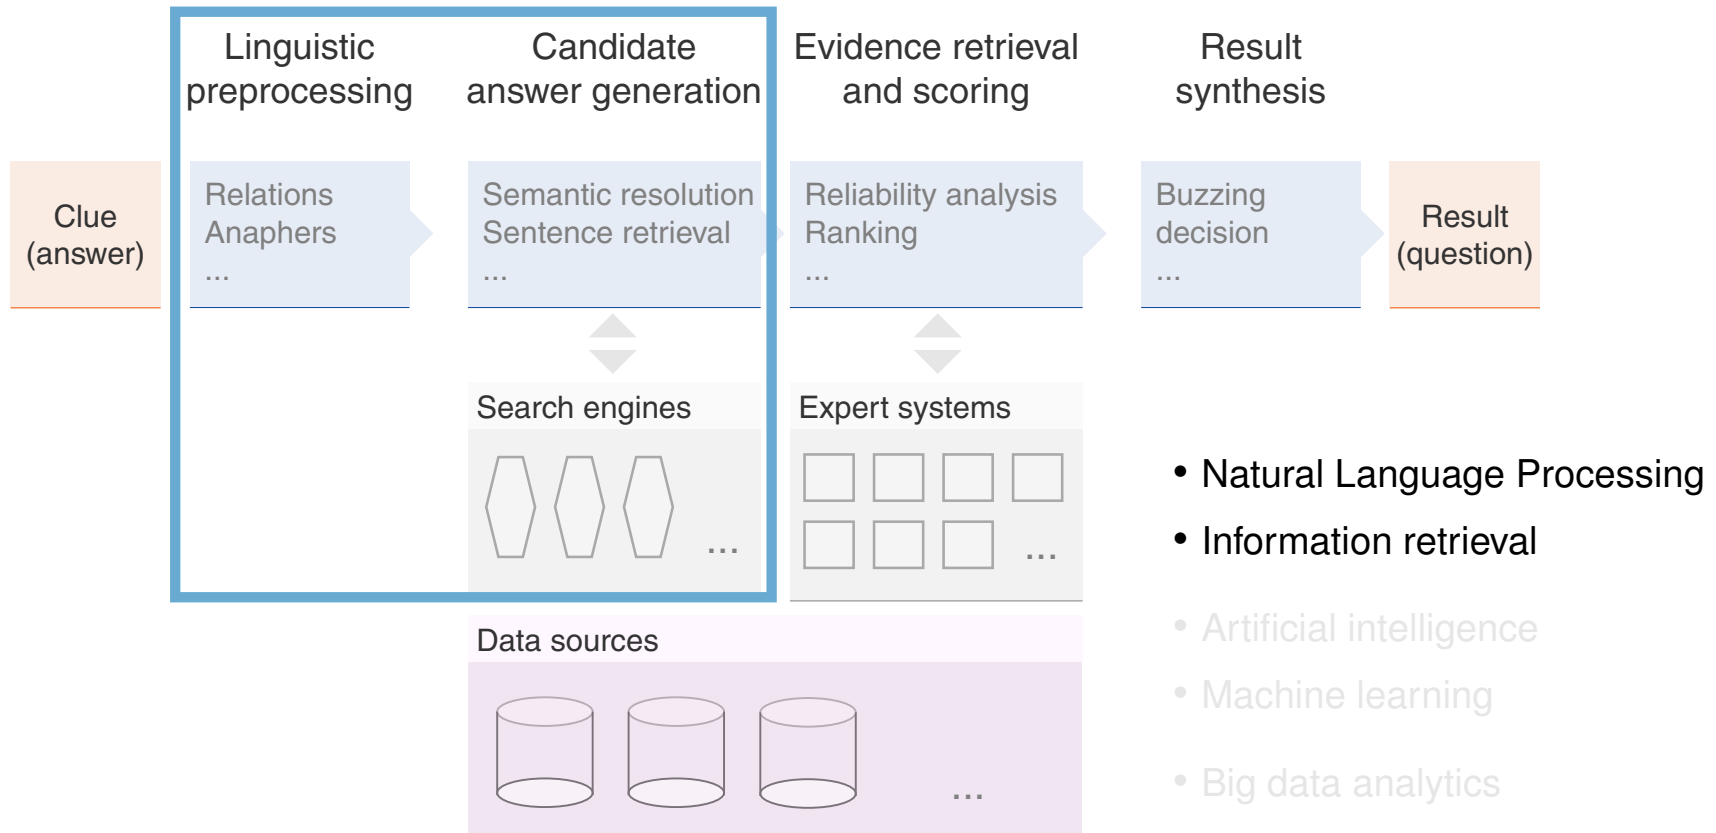 Linguistic
preprocessing
Candidate
answer generation
Evidence retrieval
and scoring
Result
synthesis
Clue
(answer)
Relations
Anaphers
...
Semantic resolution
Sentence retrieval
...
Reliability analysis
Ranking
...
Buzzing
decision
...
Result
(question)
Search engines
...
Expert systems
...
Data sources
...
• Natural Language Processing
• Information retrieval
• Artificial intelligence
• Machine learning
• Big data analytics